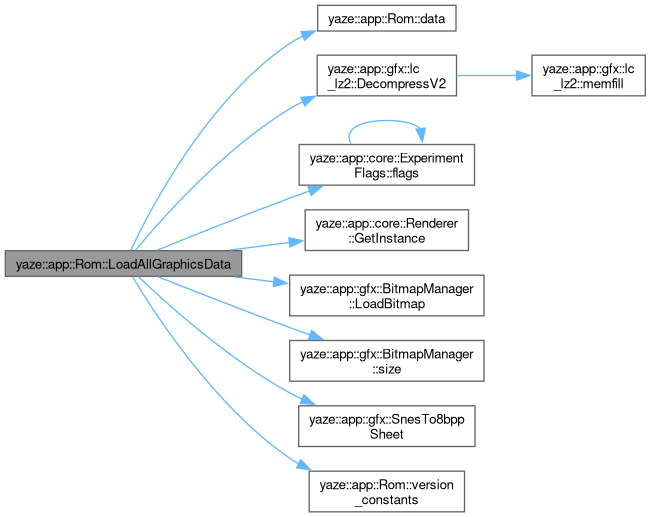 yaze::app::Rom::data
yaze::app::gfx::lc
_lz2::DecompressV2
yaze::app::gfx::lc
_lz2::memfill
yaze::app::core::Experiment
Flags::flags
yaze::app::core::Renderer
::GetInstance
yaze::app::Rom::LoadAllGraphicsData
yaze::app::gfx::BitmapManager
::LoadBitmap
yaze::app::gfx::BitmapManager
::size
yaze::app::gfx::SnesTo8bpp
Sheet
yaze::app::Rom::version
_constants